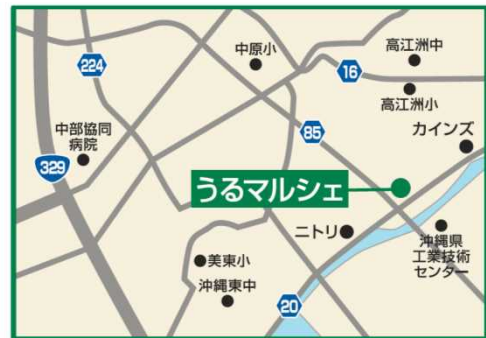 224
中原小
高江洲中
16
高江洲小
カインズ
中部協同
病院
85
329
うるマルシェ
ニトリ
沖縄県
工業技術
センター
美東小
沖縄東中
20